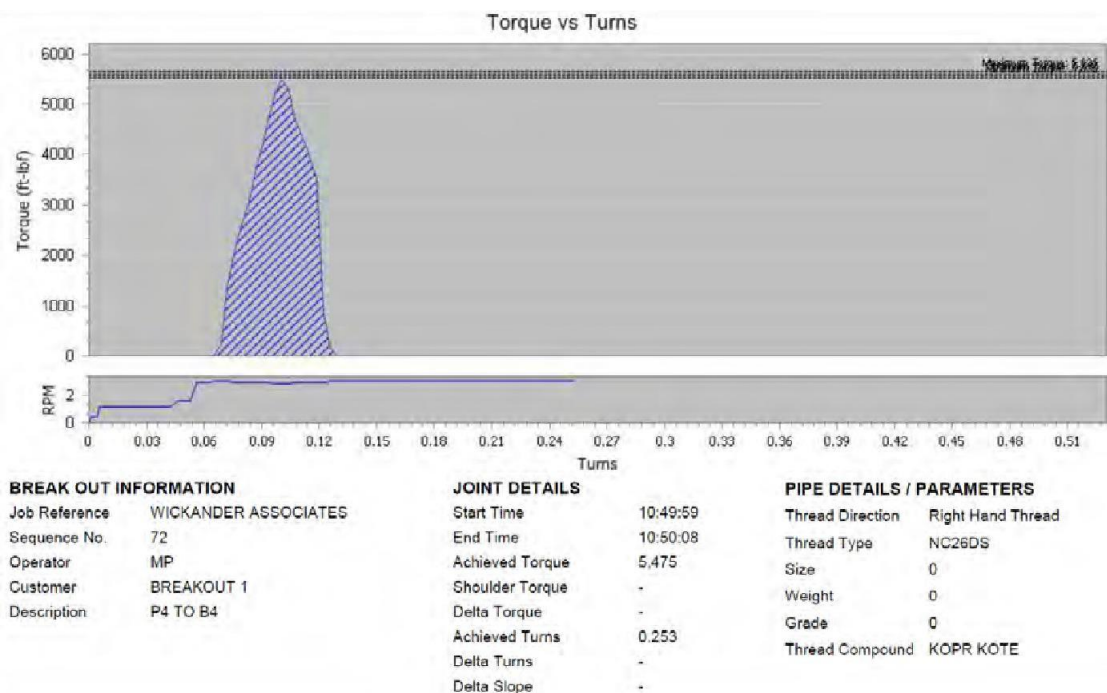 Torque vs Turns
6000
5000
4000
3000
2000
1000
0
Torque (ft-lbf)
2
0
RPM
0 0.03 0.06 0.09 0.12 0.15 0.18 0.21 0.24 0.27 0.3 0.33 0.36 0.39 0.42 0.45 0.48 0.51
Turns
BREAK OUT INFORMATION
Job Reference WICKANDER ASSOCIATES
Sequence No. 72
Operator MP
Customer BREAKOUT 1
Description P4 TO B4
JOINT DETAILS
Start Time 10:49:59
End Time 10:50:08
Achieved Torque 5,475
Shoulder Torque -
Delta Torque -
Achieved Turns 0.253
Delta Turns -
Delta Slope -
PIPE DETAILS / PARAMETERS
Thread Direction Right Hand Thread
Thread Type NC26DS
Size 0
Weight 0
Grade 0
Thread Compound KOPR KOTE